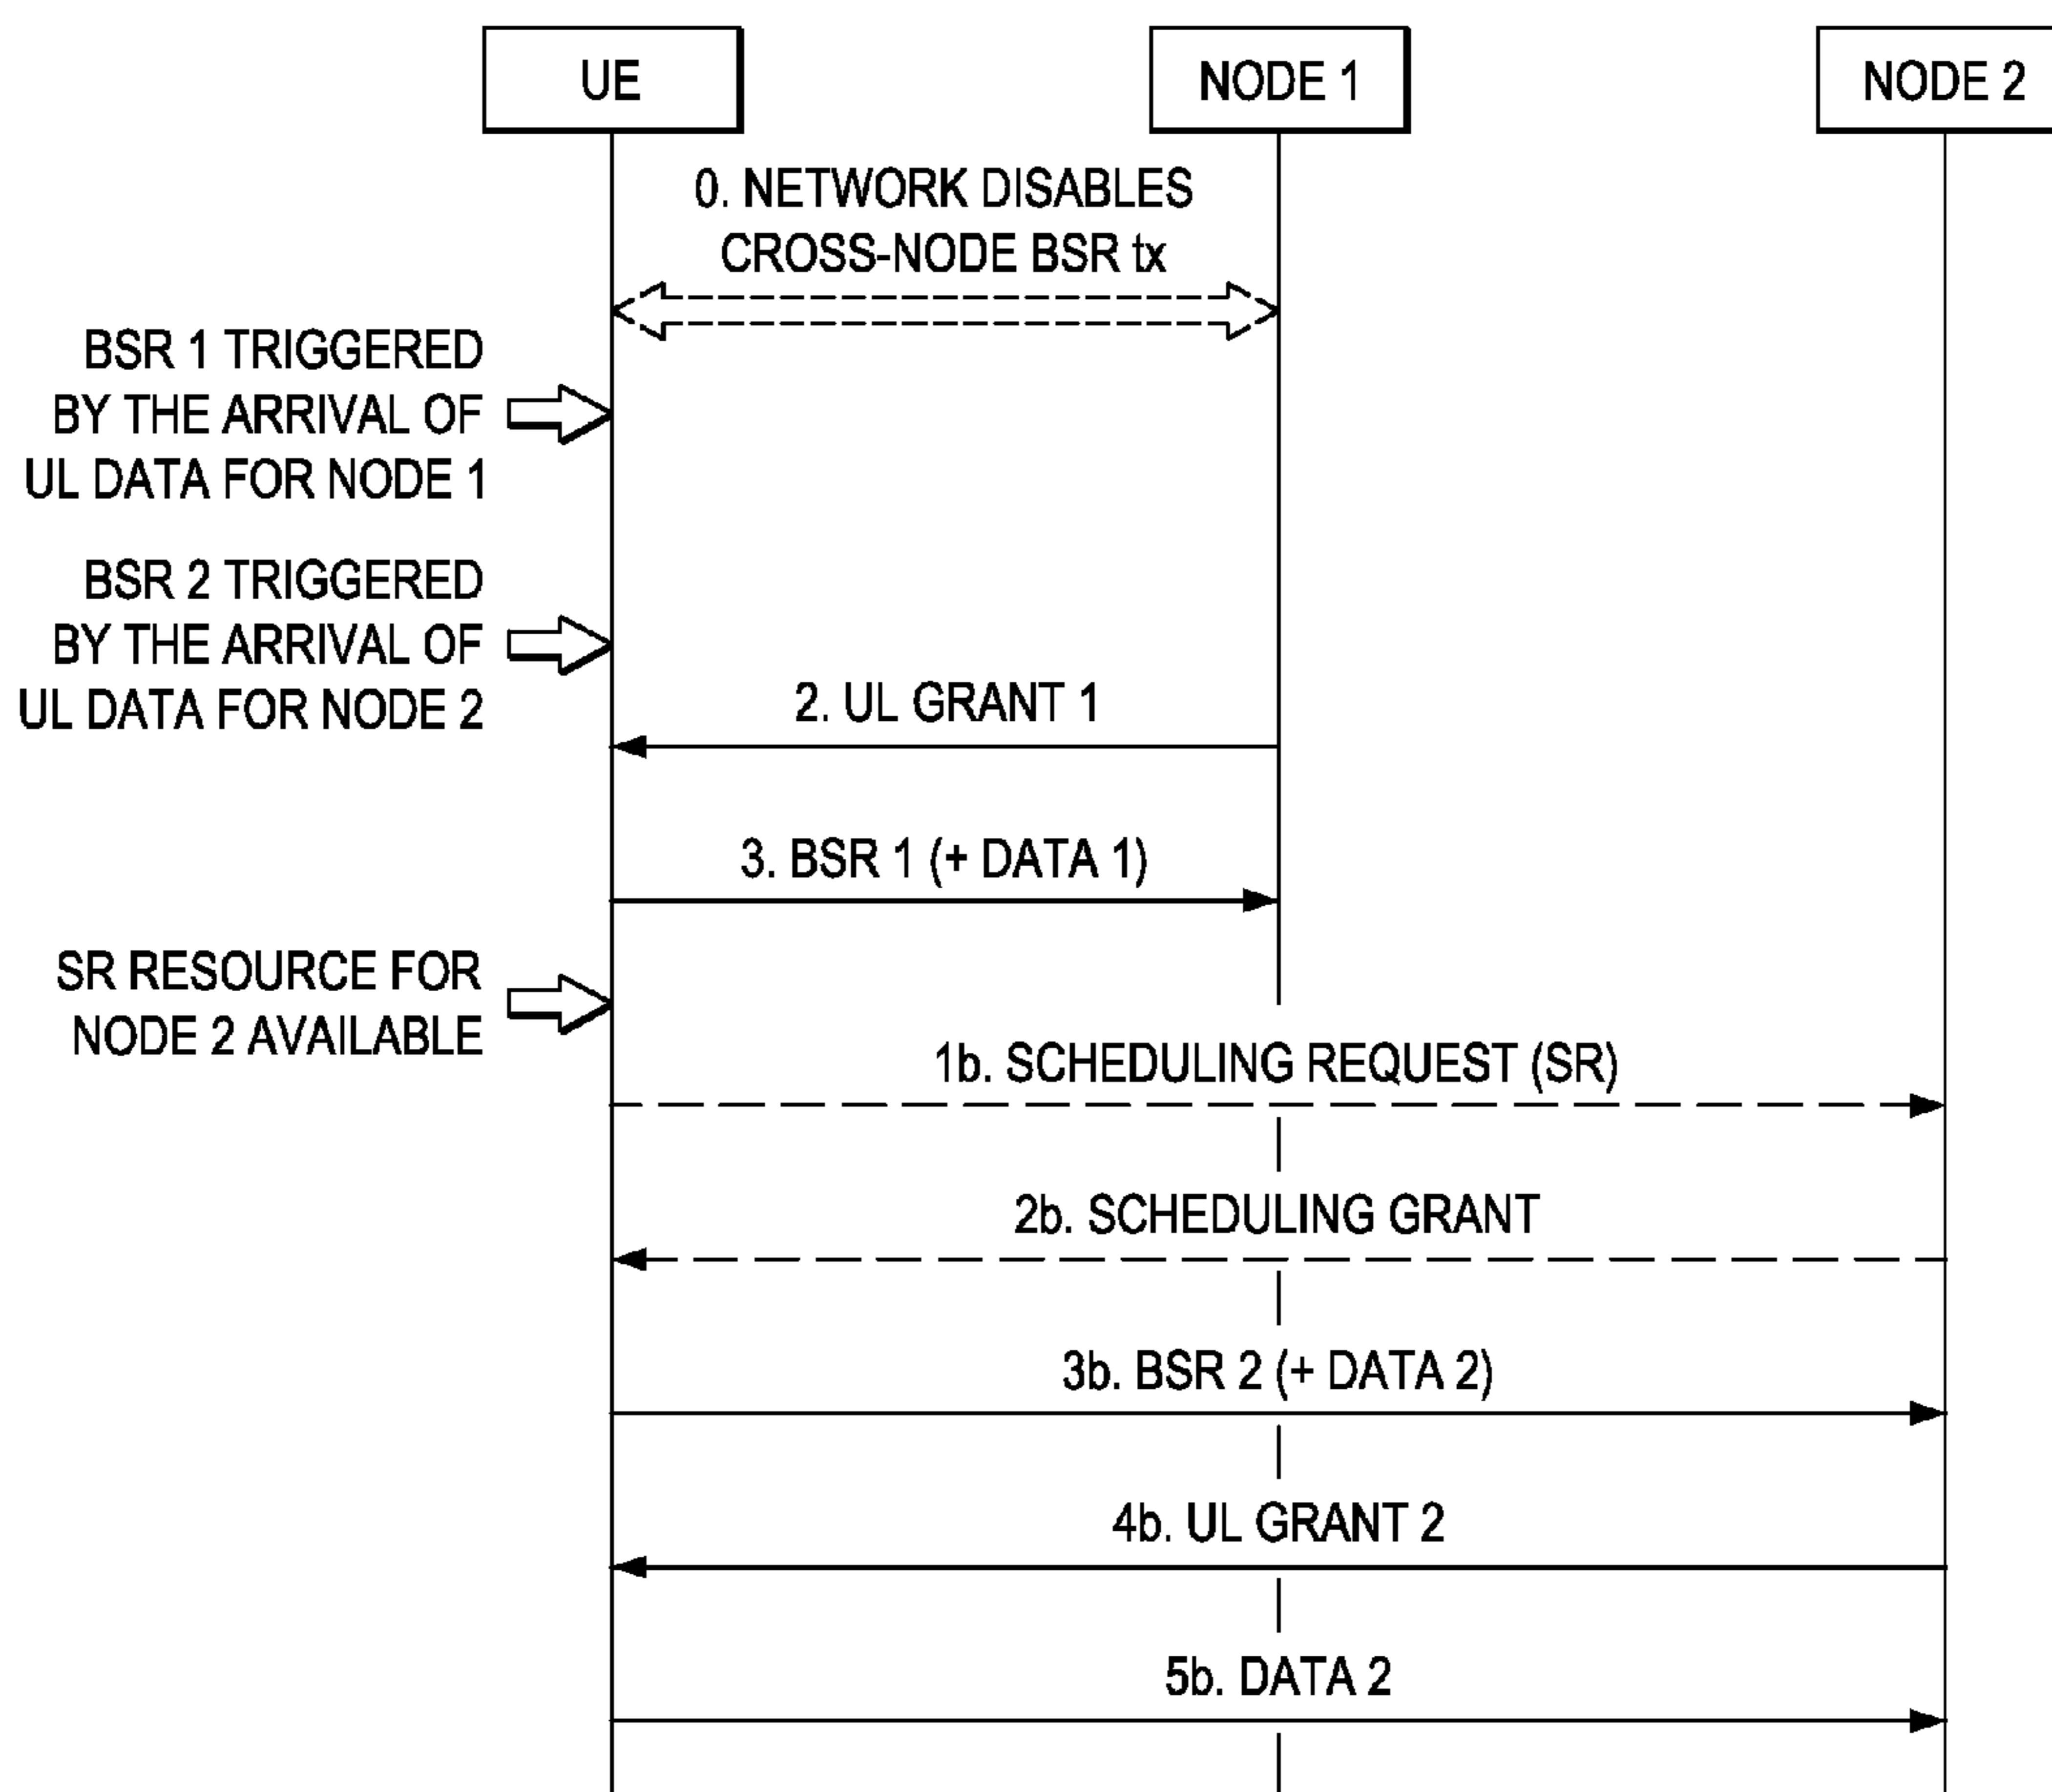 UE
NODE 1
NODE 2
0. NETWORK DISABLES
CROSS-NODE BSR tx
BSR 1 TRIGGERED
BY THE ARRIVAL OF
UL DATA FOR NODE 1
BSR 2 TRIGGERED
BY THE ARRIVAL OF
UL DATA FOR NODE 2
2. UL GRANT 1
3. BSR 1 (+ DATA 1)
SR RESOURCE FOR
NODE 2 AVAILABLE
1b. SCHEDULING REQUEST (SR)
2b. SCHEDULING GRANT
3b. BSR 2 (+ DATA 2)
4b. UL GRANT 2
5b. DATA 2